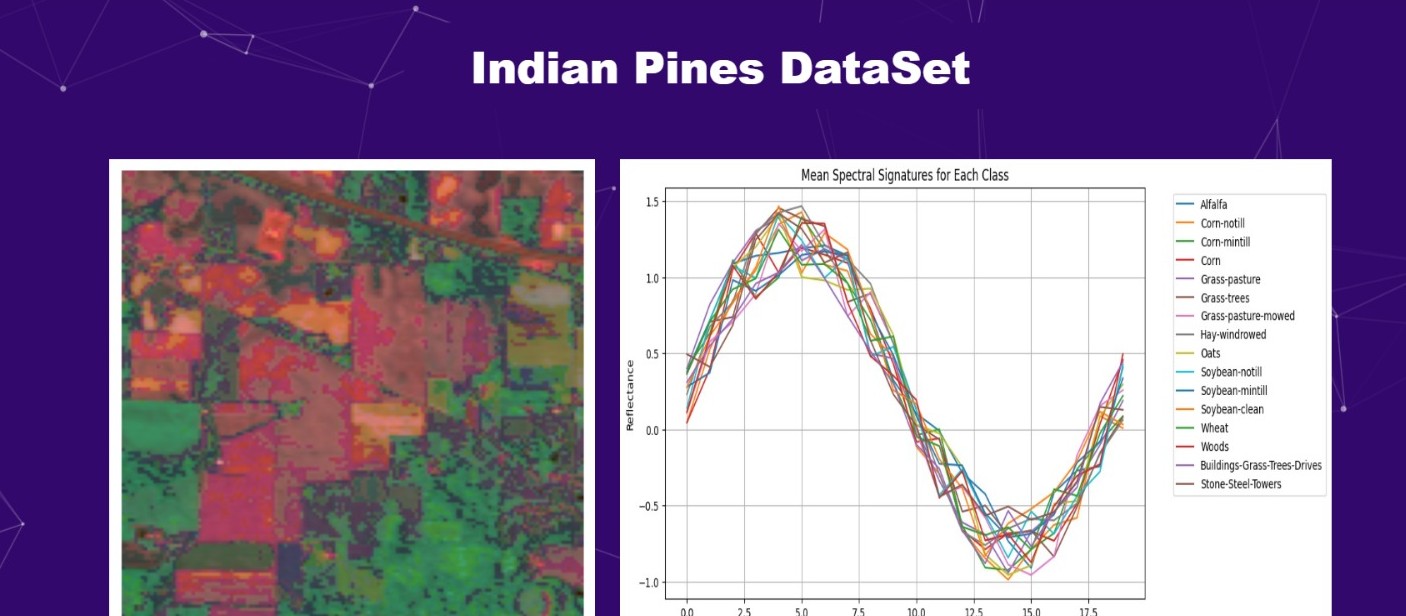 Indian Pines DataSet
Mean Spectral Signatures for Each Class
1.5
1.0
0.5
0.0
−0.5
−1.0
Reflectance
0.0 2.5 5.0 7.5 10.0 12.5 15.0 17.5
Alfalfa
Corn-notill
Corn-mintill
Corn
Grass-pasture
Grass-trees
Grass-pasture-mowed
Hay-windrowed
Oats
Soybean-notill
Soybean-mintill
Soybean-clean
Wheat
Woods
Buildings-Grass-Trees-Drives
Stone-Steel-Towers